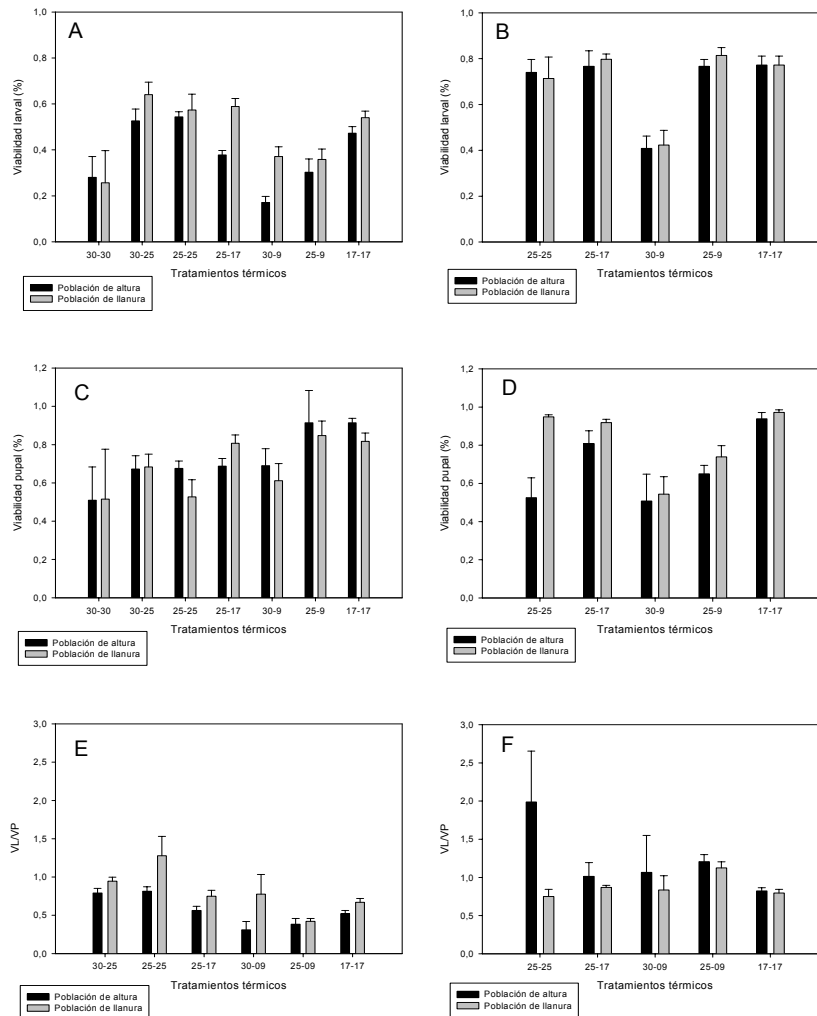 A
Viabilidad larval (%)
1,0
0,8
0,6
0,4
0,2
0,0
30-30 30-25 25-25 25-17 30-9 25-9 17-17
Tratamientos térmicos
Población de altura
Población de llanura
B
Viabilidad larval (%)
1,0
0,8
0,6
0,4
0,2
0,0
25-25 25-17 30-9 25-9 17-17
Tratamientos térmicos
Población de altura
Población de llanura
C
Viabilidad pupal (%)
1,2
1,0
0,8
0,6
0,4
0,2
0,0
30-30 30-25 25-25 25-17 30-9 25-9 17-17
Tratamientos térmicos
Población de altura
Población de llanura
D
Viabilidad pupal (%)
1,2
1,0
0,8
0,6
0,4
0,2
0,0
25-25 25-17 30-9 25-9 17-17
Tratamientos térmicos
Población de altura
Población de llanura
E
VL/VP
3,0
2,5
2,0
1,5
1,0
0,5
0,0
30-25 25-25 25-17 30-09 25-09 17-17
Tratamientos térmicos
Población de altura
Población de llanura
F
VL/VP
3,0
2,5
2,0
1,5
1,0
0,5
0,0
25-25 25-17 30-09 25-09 17-17
Tratamientos térmicos
Población de altura
Población de llanura